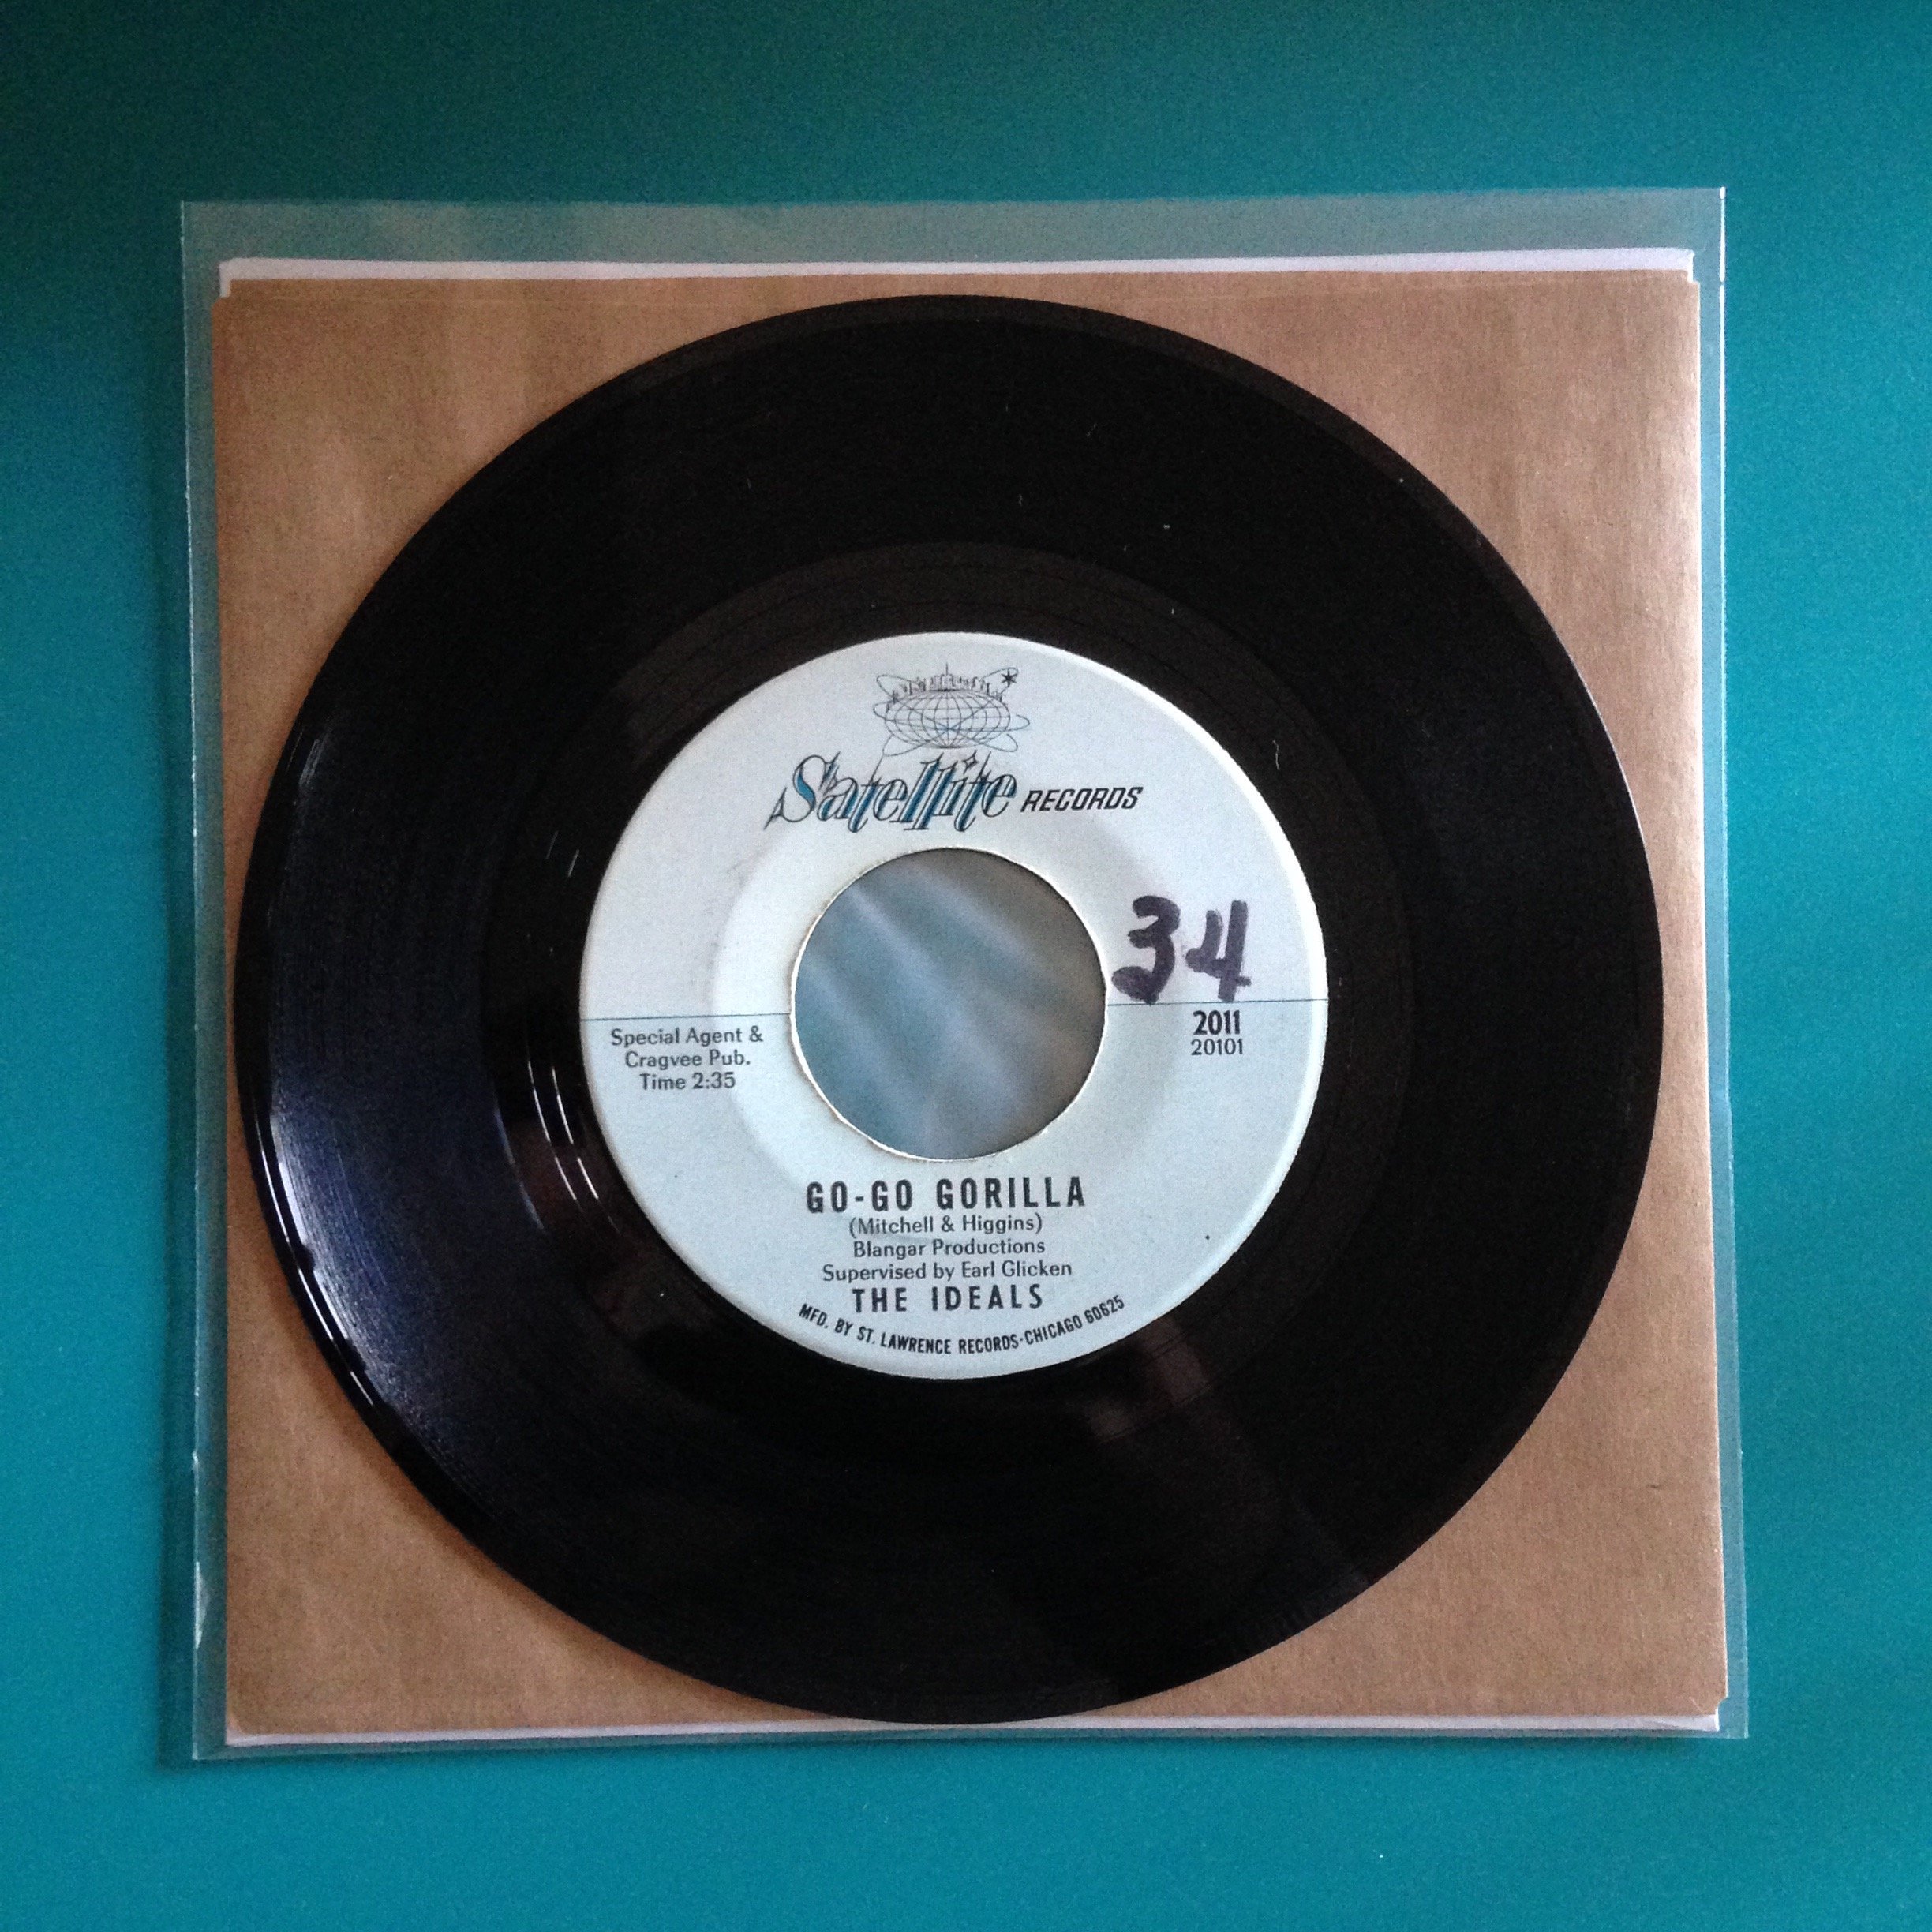 Satellite RECORDS
34
2011
20101
Special Agent &
Cragvee Pub.
Time 2:35
GO-GO GORILLA
(Mitchell & Higgins)
Blangar Productions
Supervised by Earl Glicken
THE IDEALS
MFD. BY ST. LAWRENCE RECORDS-CHICAGO 60625